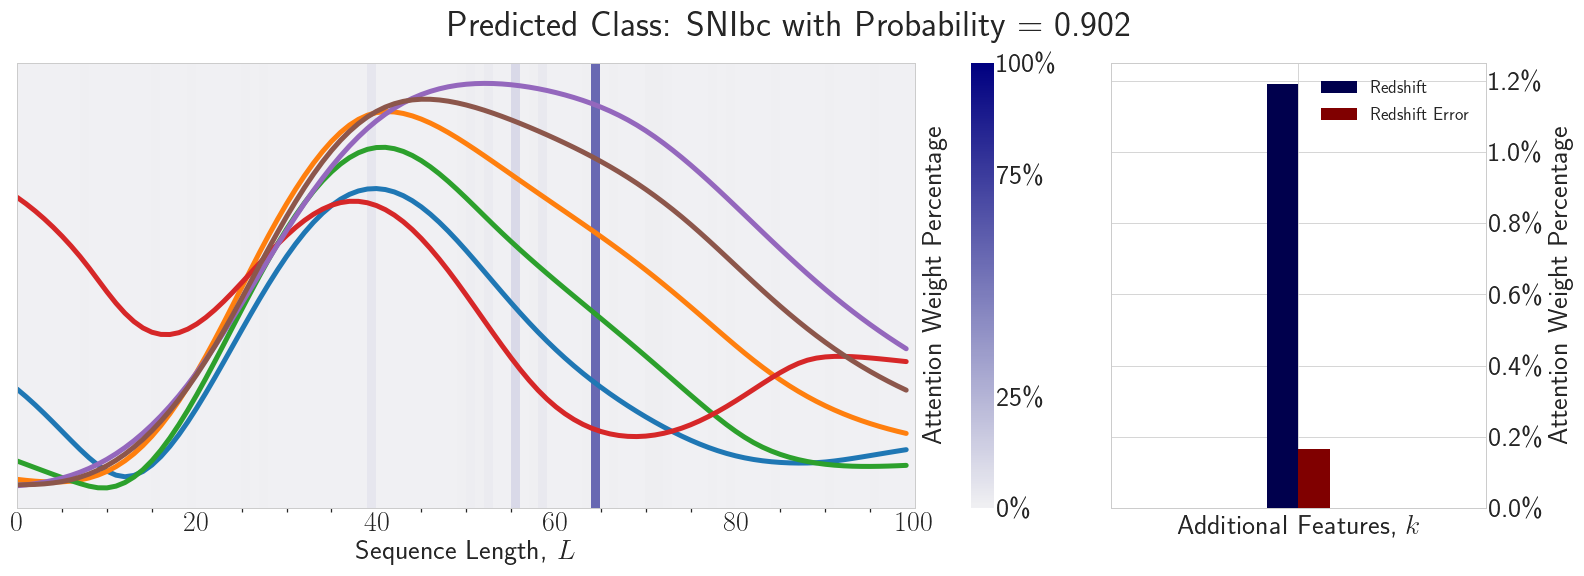 Predicted Class: SNIbc with Probability = 0.902
0 20 40 60 80 100
Sequence Length, L
100%
75%
25%
0%
Attention Weight Percentage
Redshift
Redshift Error
1.2%
1.0%
0.8%
0.6%
0.4%
0.2%
0.0%
Attention Weight Percentage
Additional Features, k